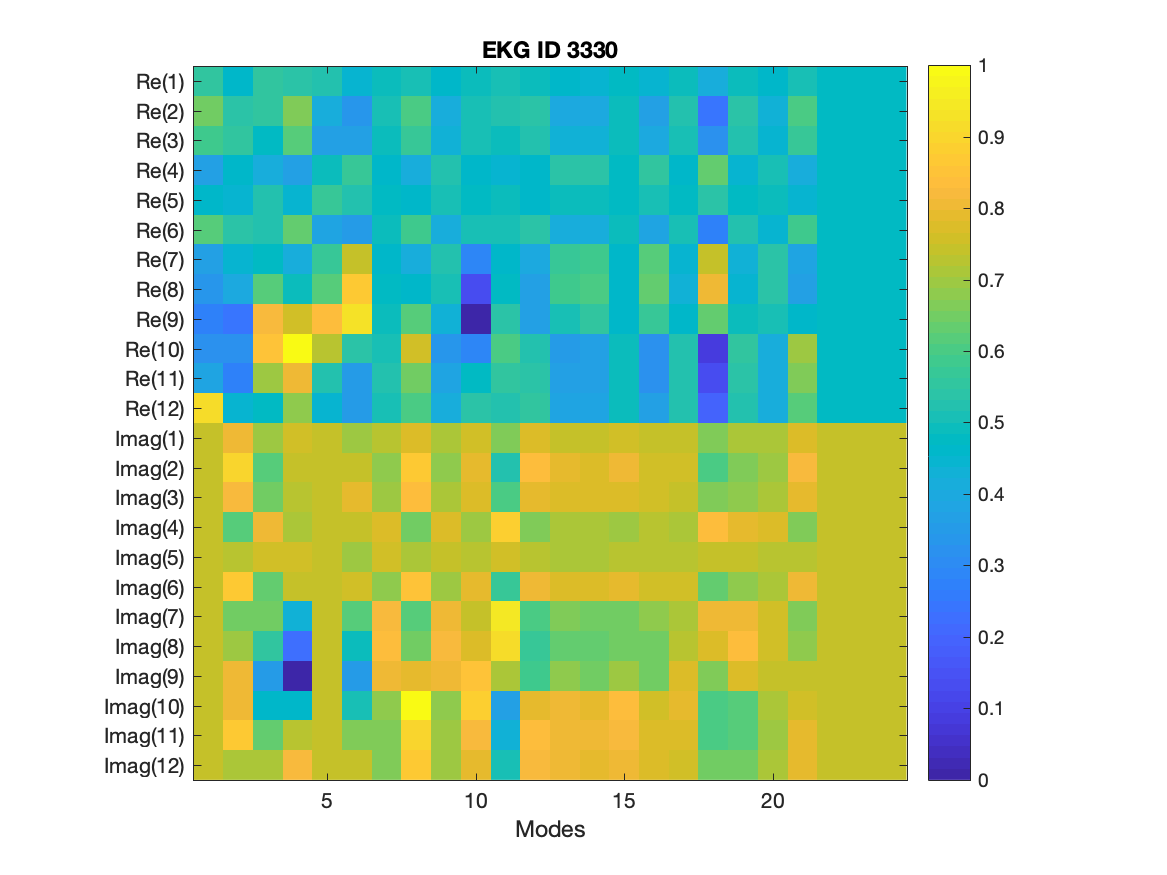 EKG ID 3330
Re(1)
Re(2)
Re(3)
Re(4)
Re(5)
Re(6)
Re(7)
Re(8)
Re(9)
Re(10)
Re(11)
Re(12)
Imag(1)
Imag(2)
Imag(3)
Imag(4)
Imag(5)
Imag(6)
Imag(7)
Imag(8)
Imag(9)
Imag(10)
Imag(11)
Imag(12)
5 10 15 20
Modes
1
0.9
0.8
0.7
0.6
0.5
0.4
0.3
0.2
0.1
0